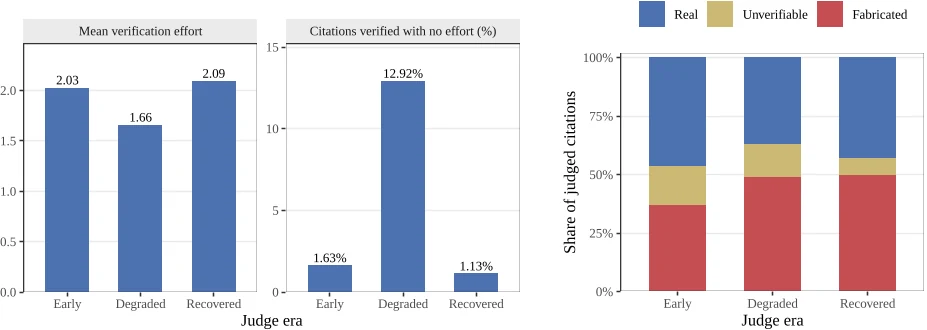 Mean verification effort
2.0
1.5
1.0
0.5
0.0
2.03
1.66
2.09
Early Degraded Recovered
Citations verified with no effort (%)
15
10
5
0
1.63%
12.92%
1.13%
Early Degraded Recovered
Judge era
Real Unverifiable Fabricated
Share of judged citations
100%
75%
50%
25%
0%
Early Degraded Recovered
Judge era